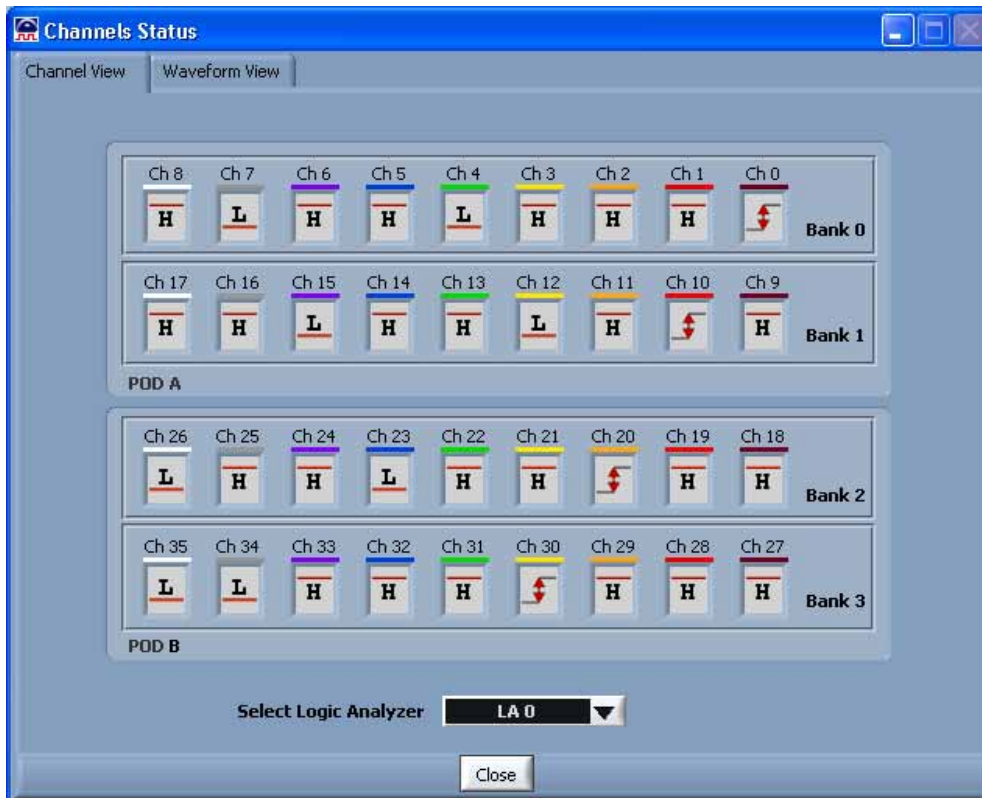 Channels Status
Channel View Waveform View
Ch 8 Ch 7 Ch 6 Ch 5 Ch 4 Ch 3 Ch 2 Ch 1 Ch 0
H L H H L H H H
Bank 0
Ch 17 Ch 16 Ch 15 Ch 14 Ch 13 Ch 12 Ch 11 Ch 10 Ch 9
H H L H H L H H
Bank 1
POD A
Ch 26 Ch 25 Ch 24 Ch 23 Ch 22 Ch 21 Ch 20 Ch 19 Ch 18
L H H L H H H H
Bank 2
Ch 35 Ch 34 Ch 33 Ch 32 Ch 31 Ch 30 Ch 29 Ch 28 Ch 27
L L H H H H H H
Bank 3
POD B
Select Logic Analyzer LA 0
Close